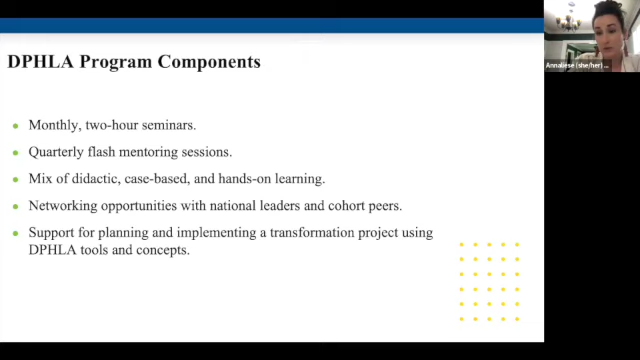 DPHLA Program Components
Monthly, two-hour seminars.
Quarterly flash mentoring sessions.
Mix of didactic, case-based, and hands-on learning.
Networking opportunities with national leaders and cohort peers.
Support for planning and implementing a transformation project using
DPHLA tools and concepts.
Annaliese (she/her) ...